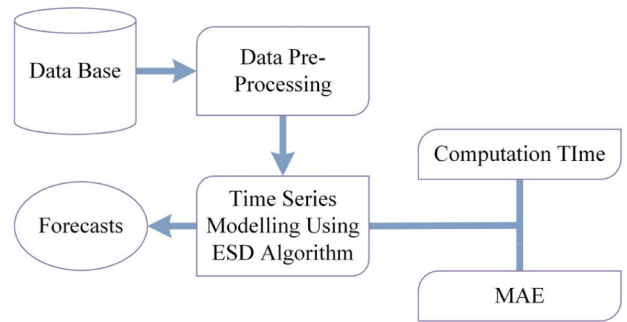 Data Base
Data Pre-
Processing
Computation TIme
Forecasts
Time Series
Modelling Using
ESD Algorithm
MAE